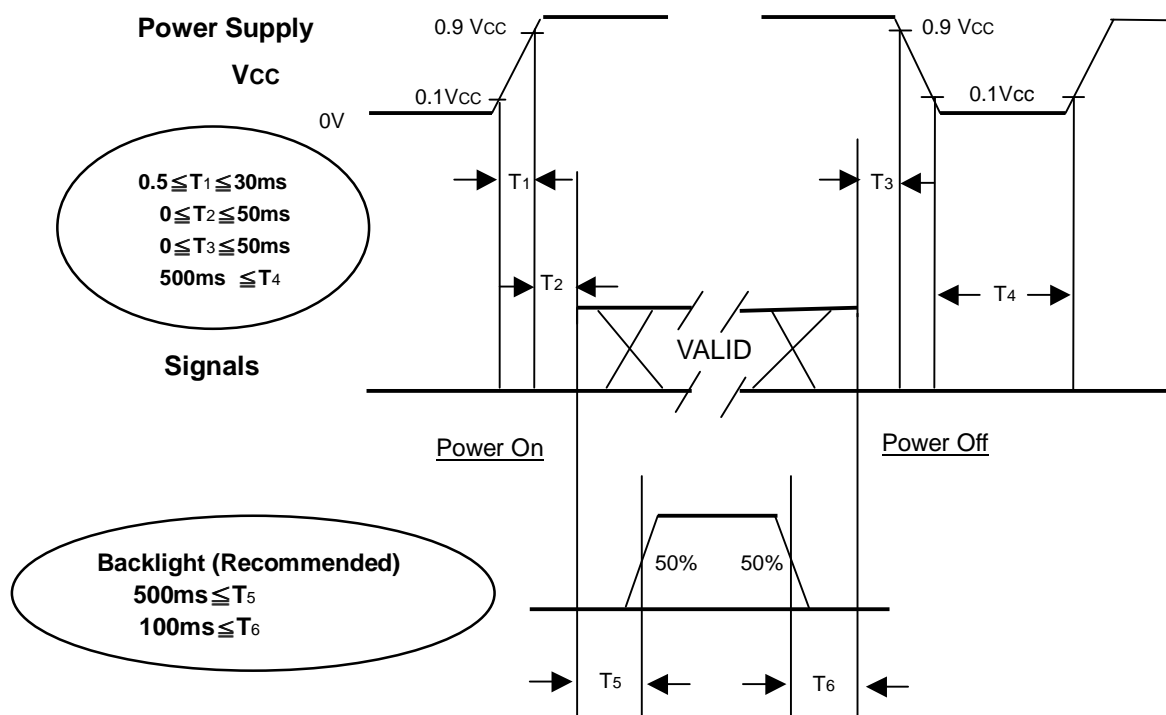 Power Supply
Vcc
0.9 Vcc
0.9 Vcc
0.1Vcc
0.1Vcc
0V
0.5≦T1≦30ms
0≦T2≦50ms
0≦T3≦50ms
500ms ≦T4
T1
T3
T2
T4
VALID
Signals
Power On
Power Off
Backlight (Recommended)
500ms≦T5
100ms≦T6
50%
50%
T5
T6